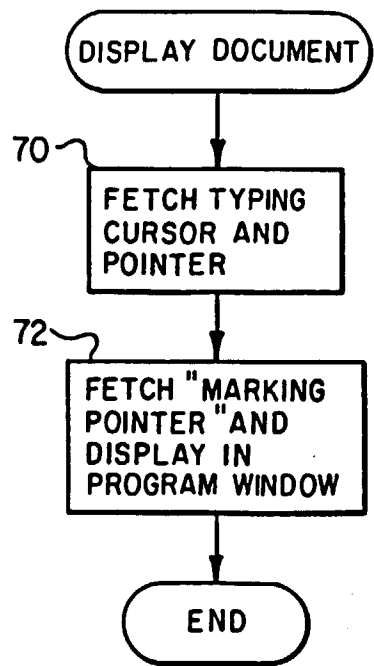 DISPLAY DOCUMENT
70
FETCH TYPING
CURSOR AND
POINTER
72
FETCH "MARKING
POINTER" AND
DISPLAY IN
PROGRAM WINDOW
END